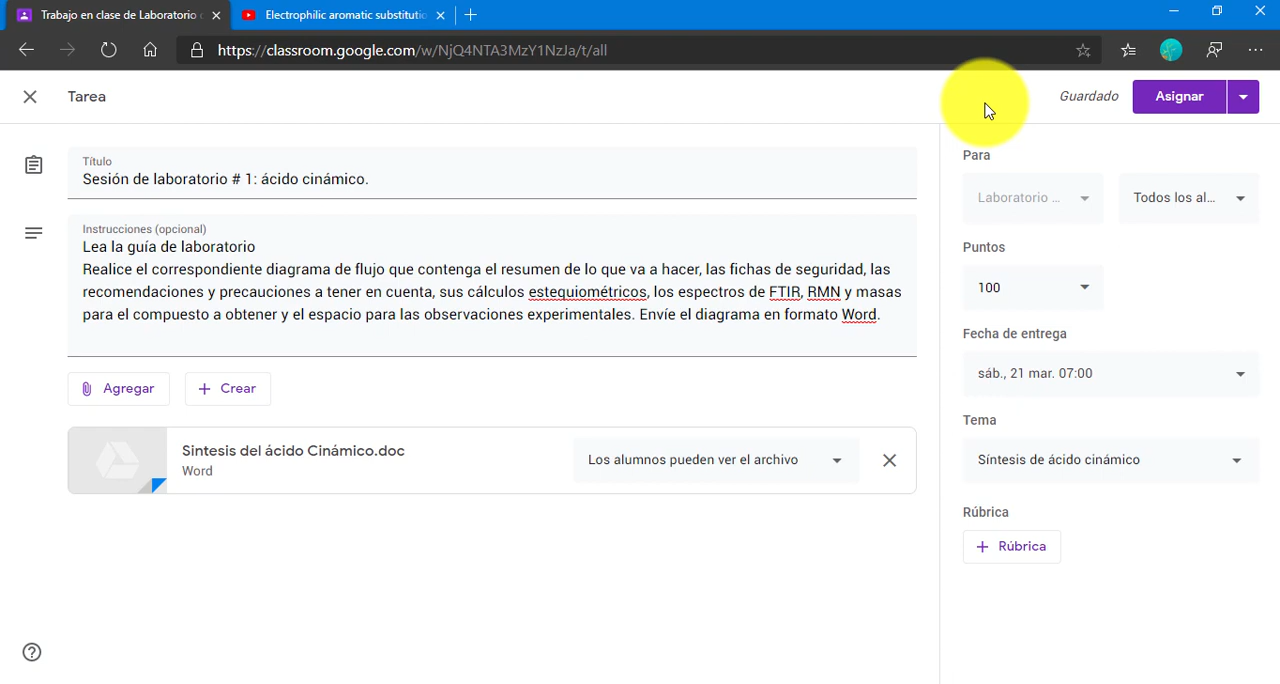 Trabajo en clase de Laboratorio
Electrophilic aromatic substitutio
https://classroom.google.com/w/NjQ4NTA3MzY1NzJa/t/all
Tarea
Guardado
Asignar
Título
Sesión de laboratorio # 1: ácido cinámico.
Instrucciones (opcional)
Lea la guía de laboratorio
Realice el correspondiente diagrama de flujo que contenga el resumen de lo que va a hacer, las fichas de seguridad, las
recomendaciones y precauciones a tener en cuenta, sus cálculos estequiométricos, los espectros de FTIR, RMN y masas
para el compuesto a obtener y el espacio para las observaciones experimentales. Envíe el diagrama en formato Word.
Agregar
Crear
Sintesis del ácido Cinámico.doc
Word
Los alumnos pueden ver el archivo
Para
Laboratorio ...
Todos los al...
Puntos
100
Fecha de entrega
sáb., 21 mar. 07:00
Tema
Síntesis de ácido cinámico
Rúbrica
Rúbrica